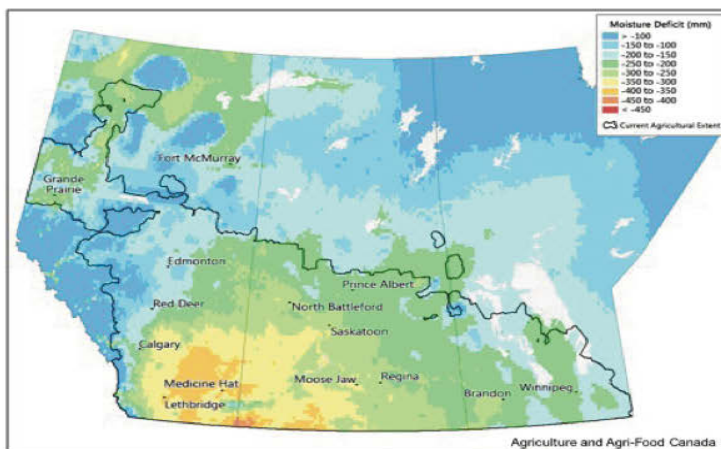 Moisture Deficit (mm)
> -100
-150 to -100
-200 to -150
-250 to -200
-300 to -250
-350 to -300
-400 to -350
-450 to -400
< -450
Current Agricultural Extent
Fort McMurray
Grande
Prairie
Edmonton
Prince Albert
Red Deer
North Battleford
Saskatoon
Calgary
Medicine Hat
Moose Jaw
Regina
Lethbridge
Brandon
Winnipeg
Agriculture and Agri-Food Canada